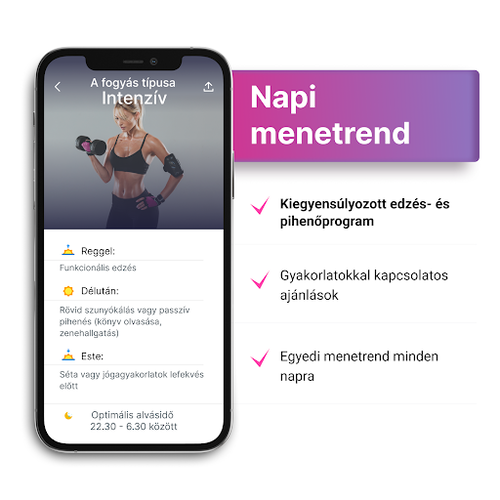 A fogyás típusa
Intenzív
Reggel:
Funkcionális edzés
Délután:
Rövid szunyókálás vagy passzív
pihenés (könyv olvasása,
zenehallgatás)
Este:
Séta vagy jógagyakorlatok lefekvés
előtt
Optimális alvásidő
22.30 - 6.30 között
Napi
menetrend
Kiegyensúlyozott edzés- és
pihenőprogram
Gyakorlatokkal kapcsolatos
ajánlások
Egyedi menetrend minden
napra